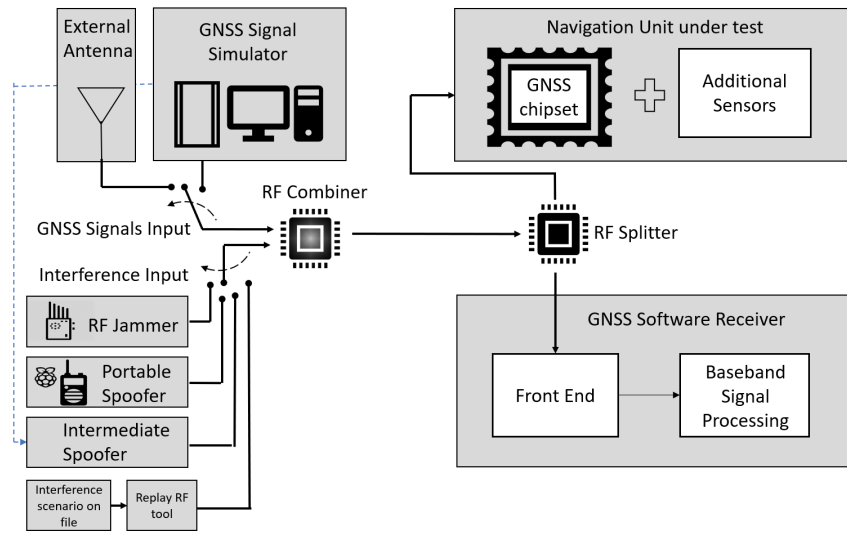 External
Antenna
GNSS Signal
Simulator
Navigation Unit under test
GNSS
chipset
Additional
Sensors
RF Combiner
GNSS Signals Input
RF Splitter
Interference Input
RF Jammer
Portable
Spoofer
Intermediate
Spoofer
Interference
scenario on
file
Replay RF
tool
GNSS Software Receiver
Front End
Baseband
Signal
Processing